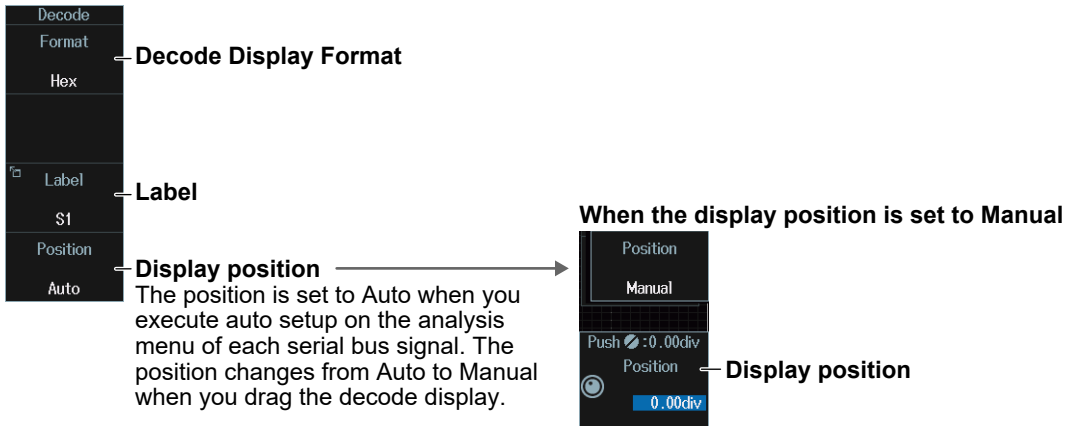 Decode
Format
Hex
Decode Display Format
Label
S1
Label
Position
Auto
Display position
The position is set to Auto when you
execute auto setup on the analysis
menu of each serial bus signal. The
position changes from Auto to Manual
when you drag the decode display.
When the display position is set to Manual
Position
Manual
Push :0.00div
Position
0.00div
Display position